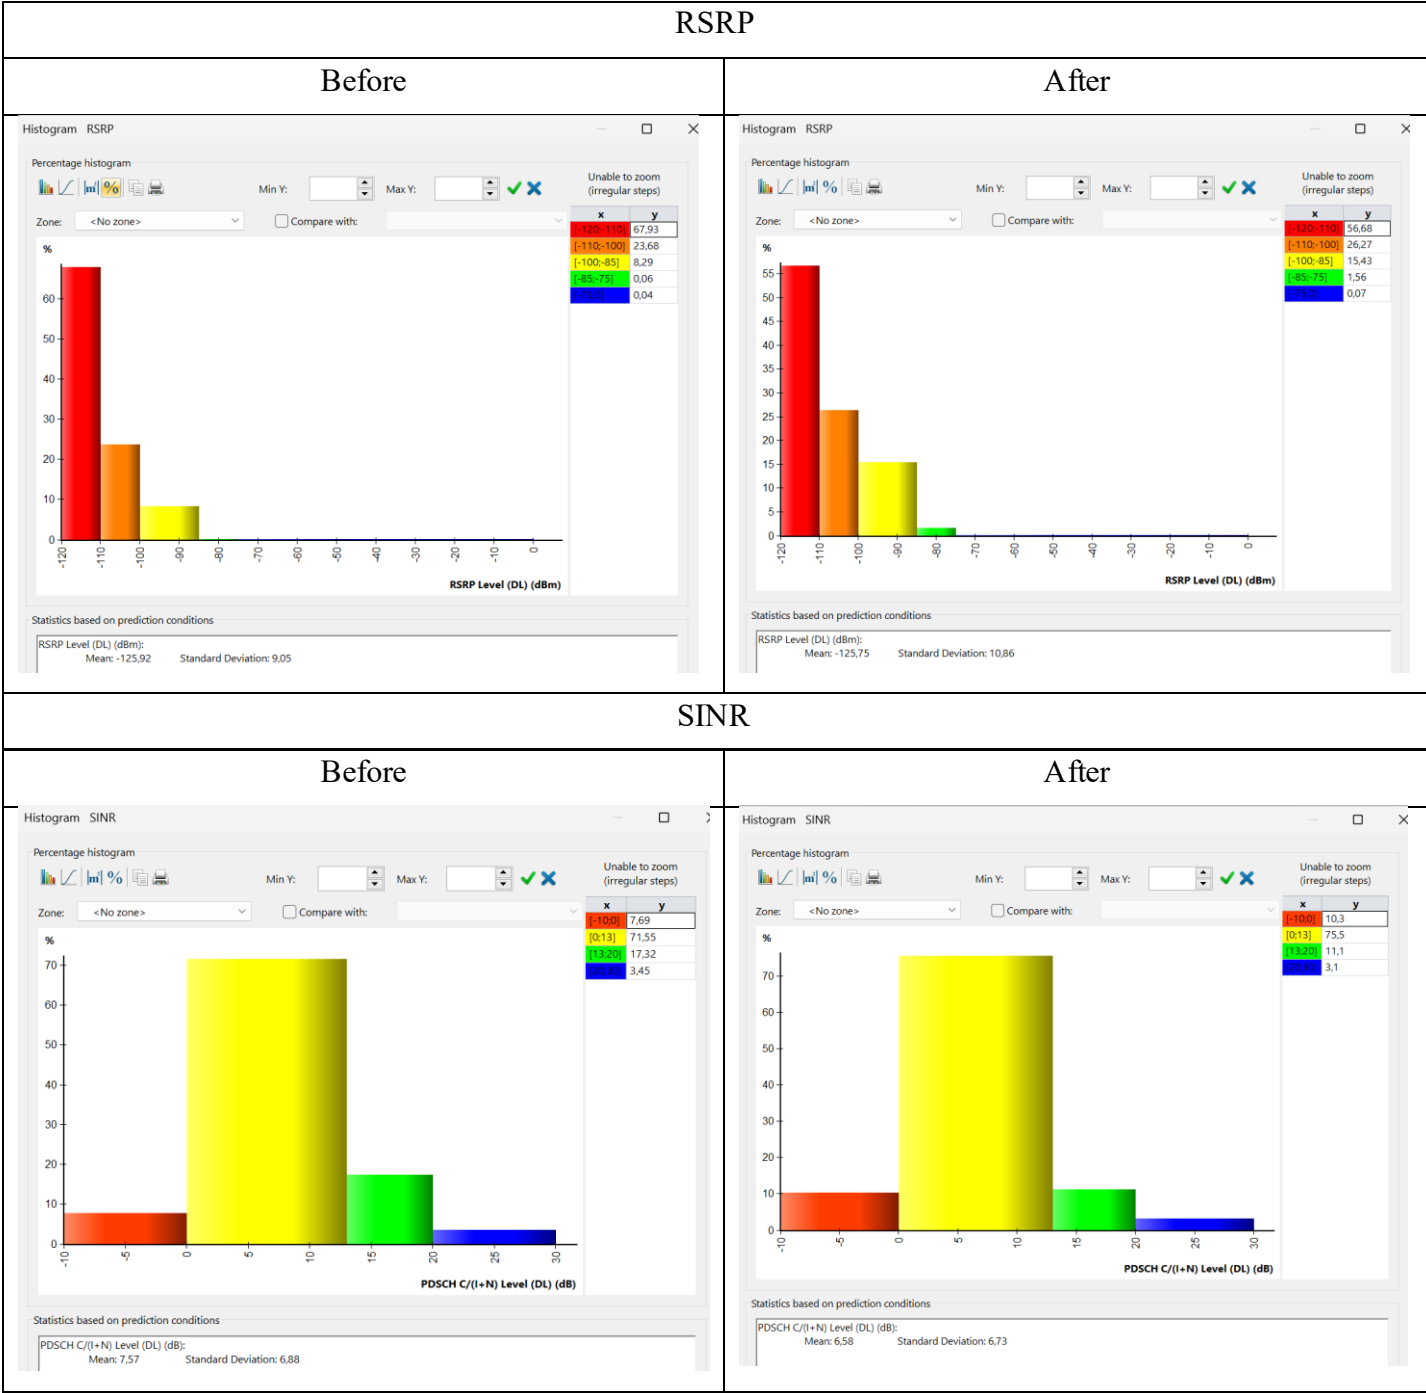 RSRP
Before After
Histogram RSRP
Percentage histogram
Min Y: Max Y:
Unable to zoom
(irregular steps)
Zone: <No zone> Compare with:
x y
[-120;-110] 67,93
[-110;-100] 23,68
[-100;-85] 8,29
[-85;-75] 0,06
[-75;0] 0,04
%
60
50
40
30
20
10
0
-120 -110 -100 -90 -80 -70 -60 -50 -40 -30 -20 -10 0
RSRP Level (DL) (dBm)
Statistics based on prediction conditions
RSRP Level (DL) (dBm):
Mean: -125,92 Standard Deviation: 9,05
Histogram RSRP
Percentage histogram
Min Y: Max Y:
Unable to zoom
(irregular steps)
Zone: <No zone> Compare with:
x y
[-120;-110] 56,68
[-110;-100] 26,27
[-100;-85] 15,43
[-85;-75] 1,56
[-75;0] 0,07
%
55
50
45
40
35
30
25
20
15
10
5
0
-120 -110 -100 -90 -80 -70 -60 -50 -40 -30 -20 -10 0
RSRP Level (DL) (dBm)
Statistics based on prediction conditions
RSRP Level (DL) (dBm):
Mean: -125,75 Standard Deviation: 10,86
SINR
Before After
Histogram SINR
Percentage histogram
Min Y: Max Y:
Unable to zoom
(irregular steps)
Zone: <No zone> Compare with:
x y
[-10;0] 7,69
[0;13] 71,55
[13;20] 17,32
[20;30] 3,45
%
70
60
50
40
30
20
10
0
-10 -5 0 5 10 15 20 25 30
PDSCH C/(I+N) Level (DL) (dB)
Statistics based on prediction conditions
PDSCH C/(I+N) Level (DL) (dB):
Mean: 7,57 Standard Deviation: 6,88
Histogram SINR
Percentage histogram
Min Y: Max Y:
Unable to zoom
(irregular steps)
Zone: <No zone> Compare with:
x y
[-10;0] 10,3
[0;13] 75,5
[13;20] 11,1
[20;30] 3,1
%
70
60
50
40
30
20
10
0
-10 -5 0 5 10 15 20 25 30
PDSCH C/(I+N) Level (DL) (dB)
Statistics based on prediction conditions
PDSCH C/(I+N) Level (DL) (dB):
Mean: 6,58 Standard Deviation: 6,73